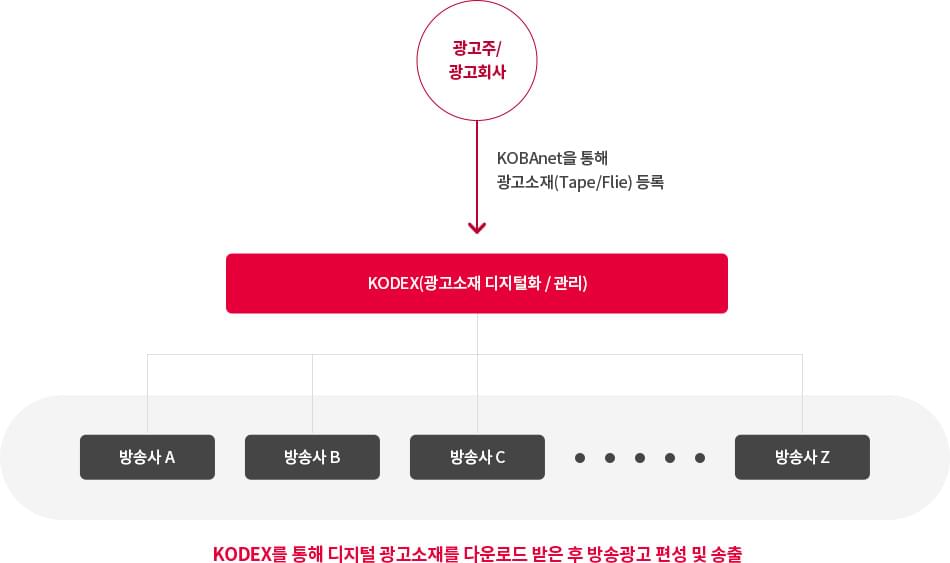 광고주/
광고회사
KOBAnet을 통해
광고소재(Tape/Flie) 등록
KODEX(광고소재 디지털화 / 관리)
방송사 A
방송사 B
방송사 C
방송사 Z
KODEX를 통해 디지털 광고소재를 다운로드 받은 후 방송광고 편성 및 송출